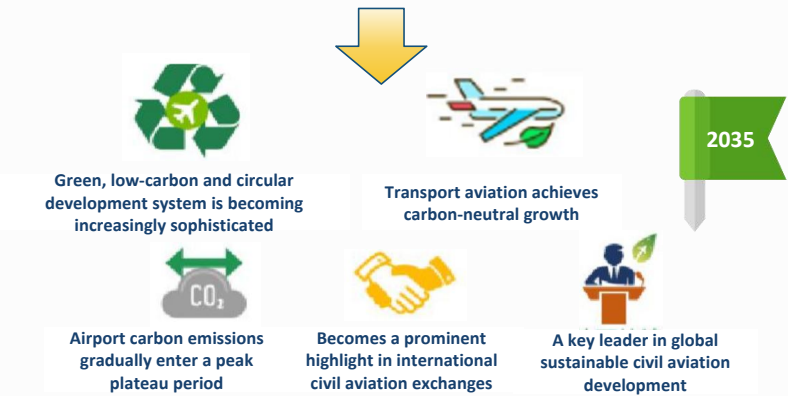 2035
Green, low-carbon and circular
development system is becoming
increasingly sophisticated
Transport aviation achieves
carbon-neutral growth
CO₂
Airport carbon emissions
gradually enter a peak
plateau period
Becomes a prominent
highlight in international
civil aviation exchanges
A key leader in global
sustainable civil aviation
development